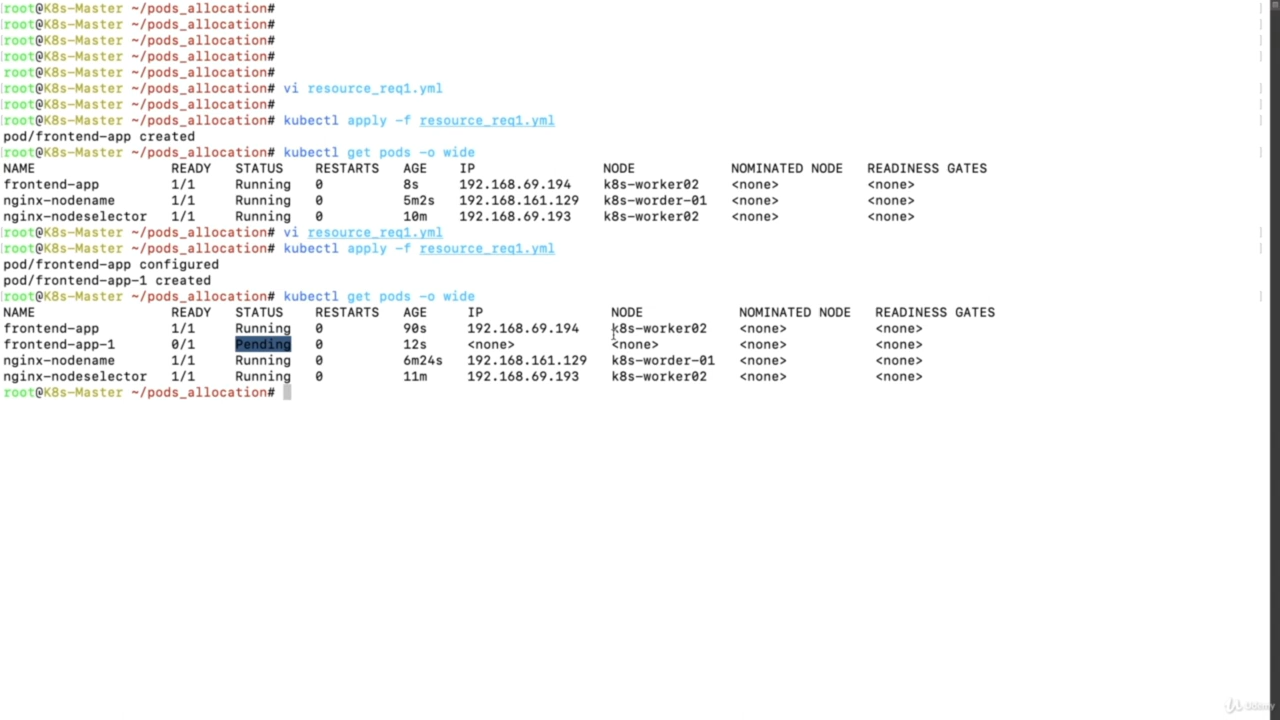 root@K8s-Master ~/pods_allocation#
root@K8s-Master ~/pods_allocation#
root@K8s-Master ~/pods_allocation#
root@K8s-Master ~/pods_allocation#
root@K8s-Master ~/pods_allocation#
root@K8s-Master ~/pods_allocation# vi resource_req1.yml
root@K8s-Master ~/pods_allocation#
root@K8s-Master ~/pods_allocation# kubectl apply -f resource_req1.yml
pod/frontend-app created
root@K8s-Master ~/pods_allocation# kubectl get pods -o wide
NAME READY STATUS RESTARTS AGE IP NODE NOMINATED NODE READINESS GATES
frontend-app 1/1 Running 0 8s 192.168.69.194 k8s-worker02 <none> <none>
nginx-nodename 1/1 Running 0 5m2s 192.168.161.129 k8s-worder-01 <none> <none>
nginx-nodeselector 1/1 Running 0 10m 192.168.69.193 k8s-worker02 <none> <none>
root@K8s-Master ~/pods_allocation# vi resource_req1.yml
root@K8s-Master ~/pods_allocation# kubectl apply -f resource_req1.yml
pod/frontend-app configured
pod/frontend-app-1 created
root@K8s-Master ~/pods_allocation# kubectl get pods -o wide
NAME READY STATUS RESTARTS AGE IP NODE NOMINATED NODE READINESS GATES
frontend-app 1/1 Running 0 90s 192.168.69.194 k8s-worker02 <none> <none>
frontend-app-1 0/1 Pending 0 12s <none> <none> <none> <none>
nginx-nodename 1/1 Running 0 6m24s 192.168.161.129 k8s-worder-01 <none> <none>
nginx-nodeselector 1/1 Running 0 11m 192.168.69.193 k8s-worker02 <none> <none>
root@K8s-Master ~/pods_allocation#
Udemy